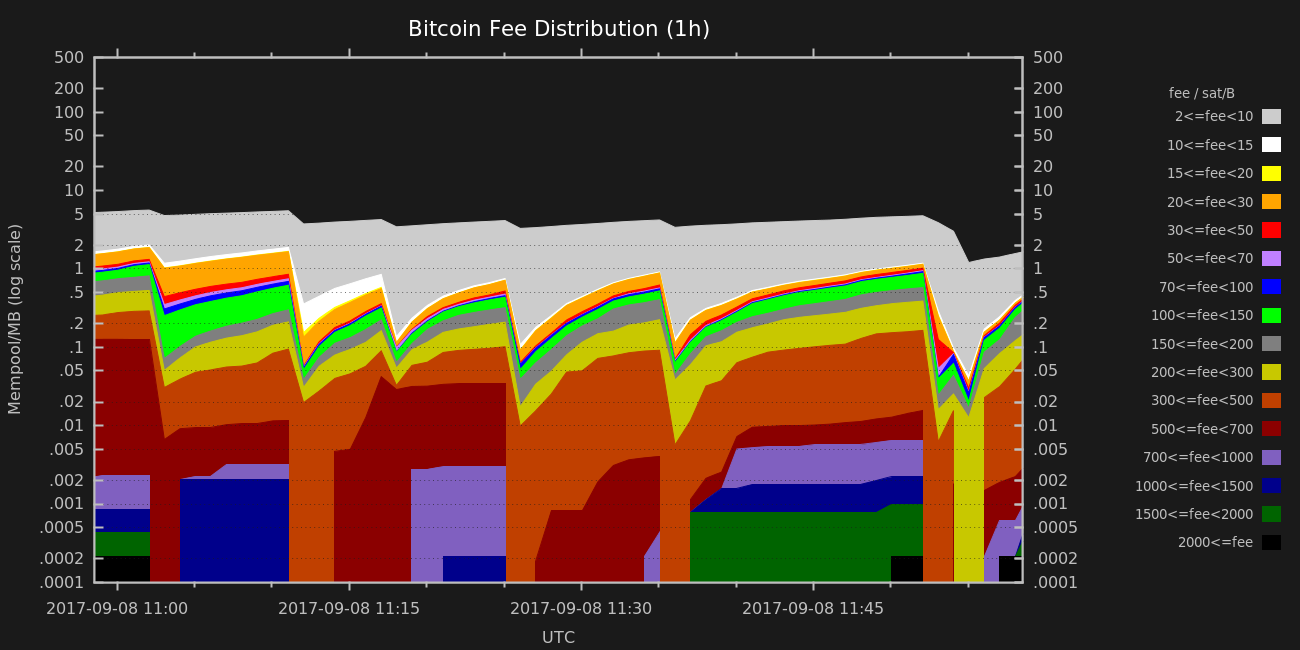 Bitcoin Fee Distribution (1h)
500 500
200 200
100 100
50 50
20 20
10 10
5 5
2 2
1 1
.5 .5
.2 .2
.1 .1
.05 .05
.02 .02
.01 .01
.005 .005
.002 .002
.001 .001
.0005 .0005
.0002 .0002
.0001 .0001
Mempool/MB (log scale)
2017-09-08 11:00 2017-09-08 11:15 2017-09-08 11:30 2017-09-08 11:45
UTC
fee / sat/B
2<=fee<10
10<=fee<15
15<=fee<20
20<=fee<30
30<=fee<50
50<=fee<70
70<=fee<100
100<=fee<150
150<=fee<200
200<=fee<300
300<=fee<500
500<=fee<700
700<=fee<1000
1000<=fee<1500
1500<=fee<2000
2000<=fee